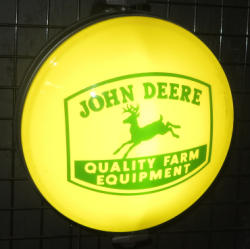 JOHN DEERE
QUALITY FARM
EQUIPMENT